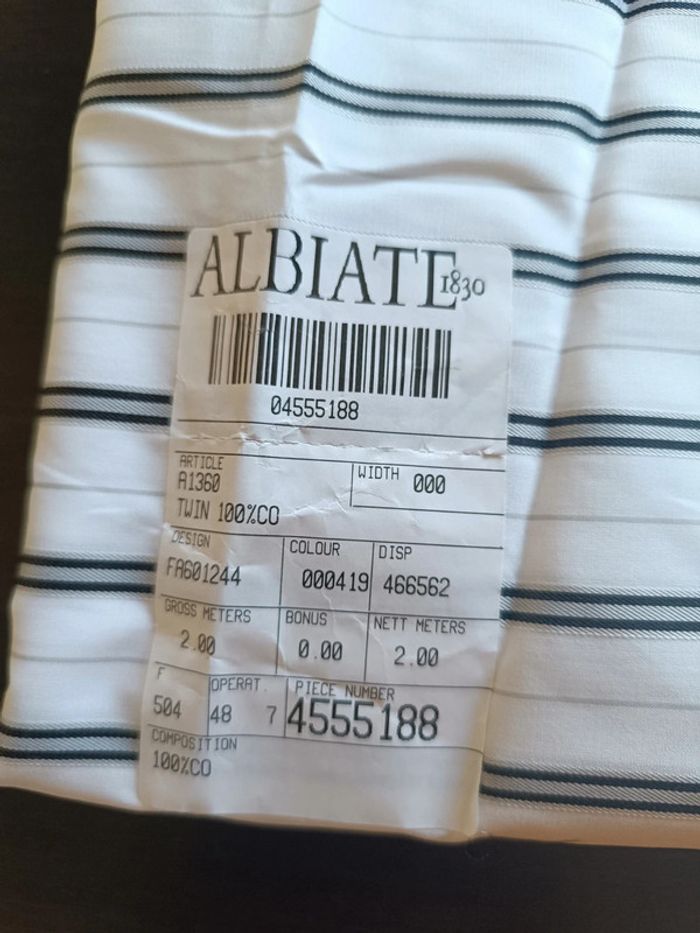 ALBIATE 1830
04555188
ARTICLE
A1360
WIDTH 000
TWIN 100%CO
DESIGN
FA601244
COLOUR
000419
DISP
466562
GROSS METERS
2.00
BONUS
0.00
NETT METERS
2.00
F
504
OPERAT.
48 7
PIECE NUMBER
4555188
COMPOSITION
100%CO